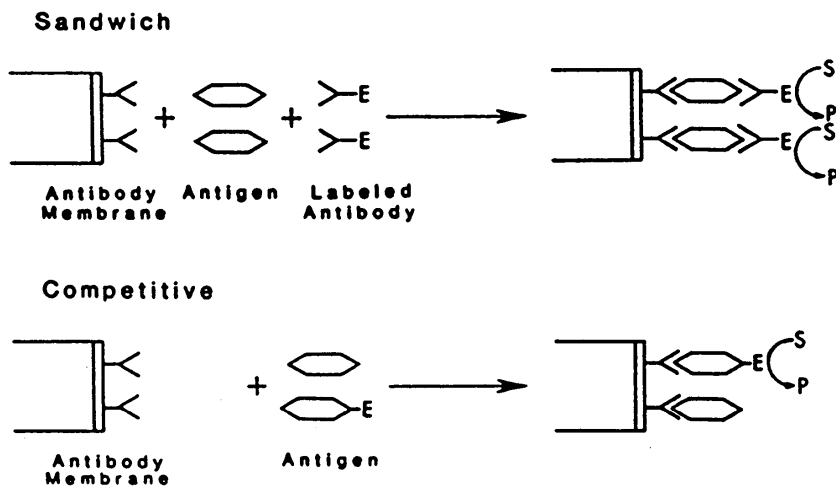 Sandwich
+ + E E
E S
P
E S
P
Antibody Membrane
Antigen
Labeled Antibody
Competitive
+ E
E S
P
Antibody Membrane
Antigen